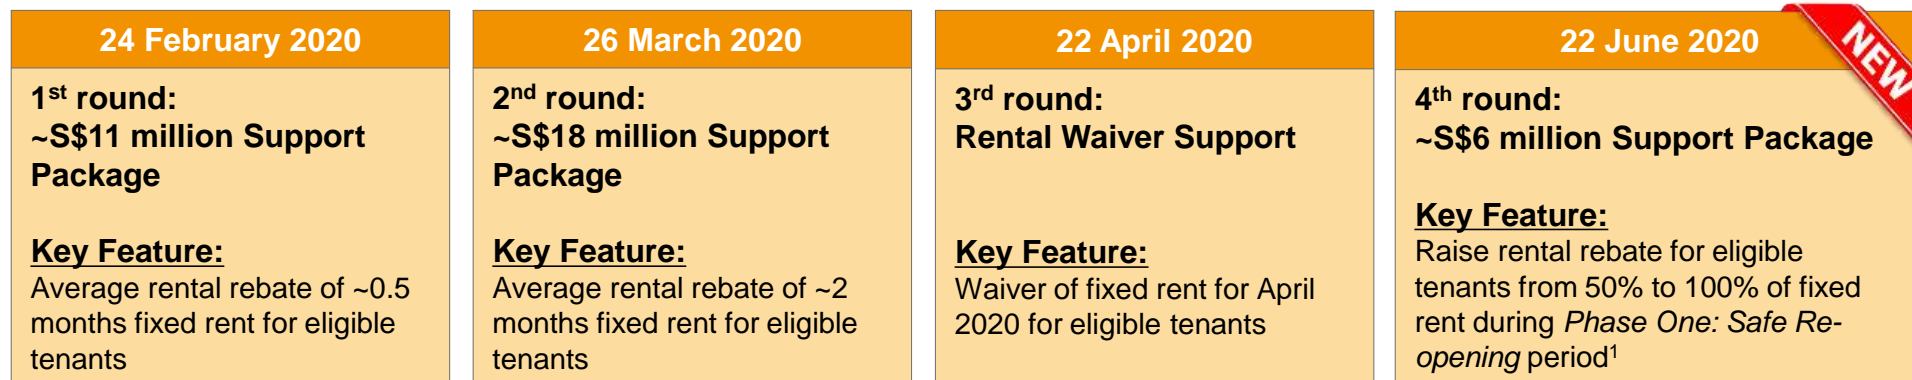 24 February 2020
1st round:
~S$11 million Support
Package
Key Feature:
Average rental rebate of ~0.5
months fixed rent for eligible
tenants
26 March 2020
2nd round:
~S$18 million Support
Package
Key Feature:
Average rental rebate of ~2
months fixed rent for eligible
tenants
22 April 2020
3rd round:
Rental Waiver Support
Key Feature:
Waiver of fixed rent for April
2020 for eligible tenants
22 June 2020
NEW
4th round:
~S$6 million Support Package
Key Feature:
Raise rental rebate for eligible
tenants from 50% to 100% of fixed
rent during Phase One: Safe Re-
opening period1